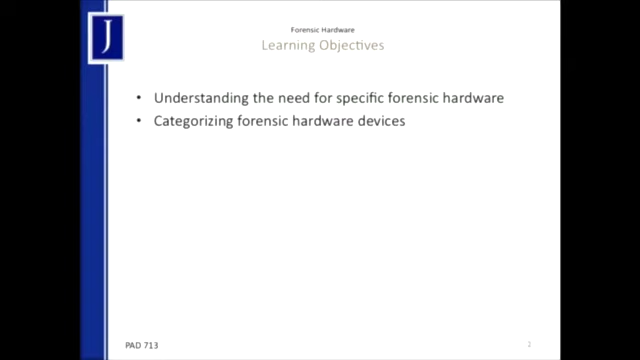 J
Forensic Hardware
Learning Objectives
• Understanding the need for specific forensic hardware
• Categorizing forensic hardware devices
PAD 713
2